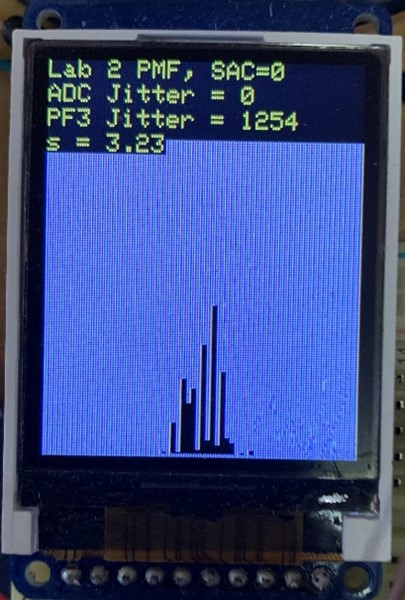 Lab 2 PMF, SAC=0
ADC Jitter = 0
PF3 Jitter = 1254
s = 3.23